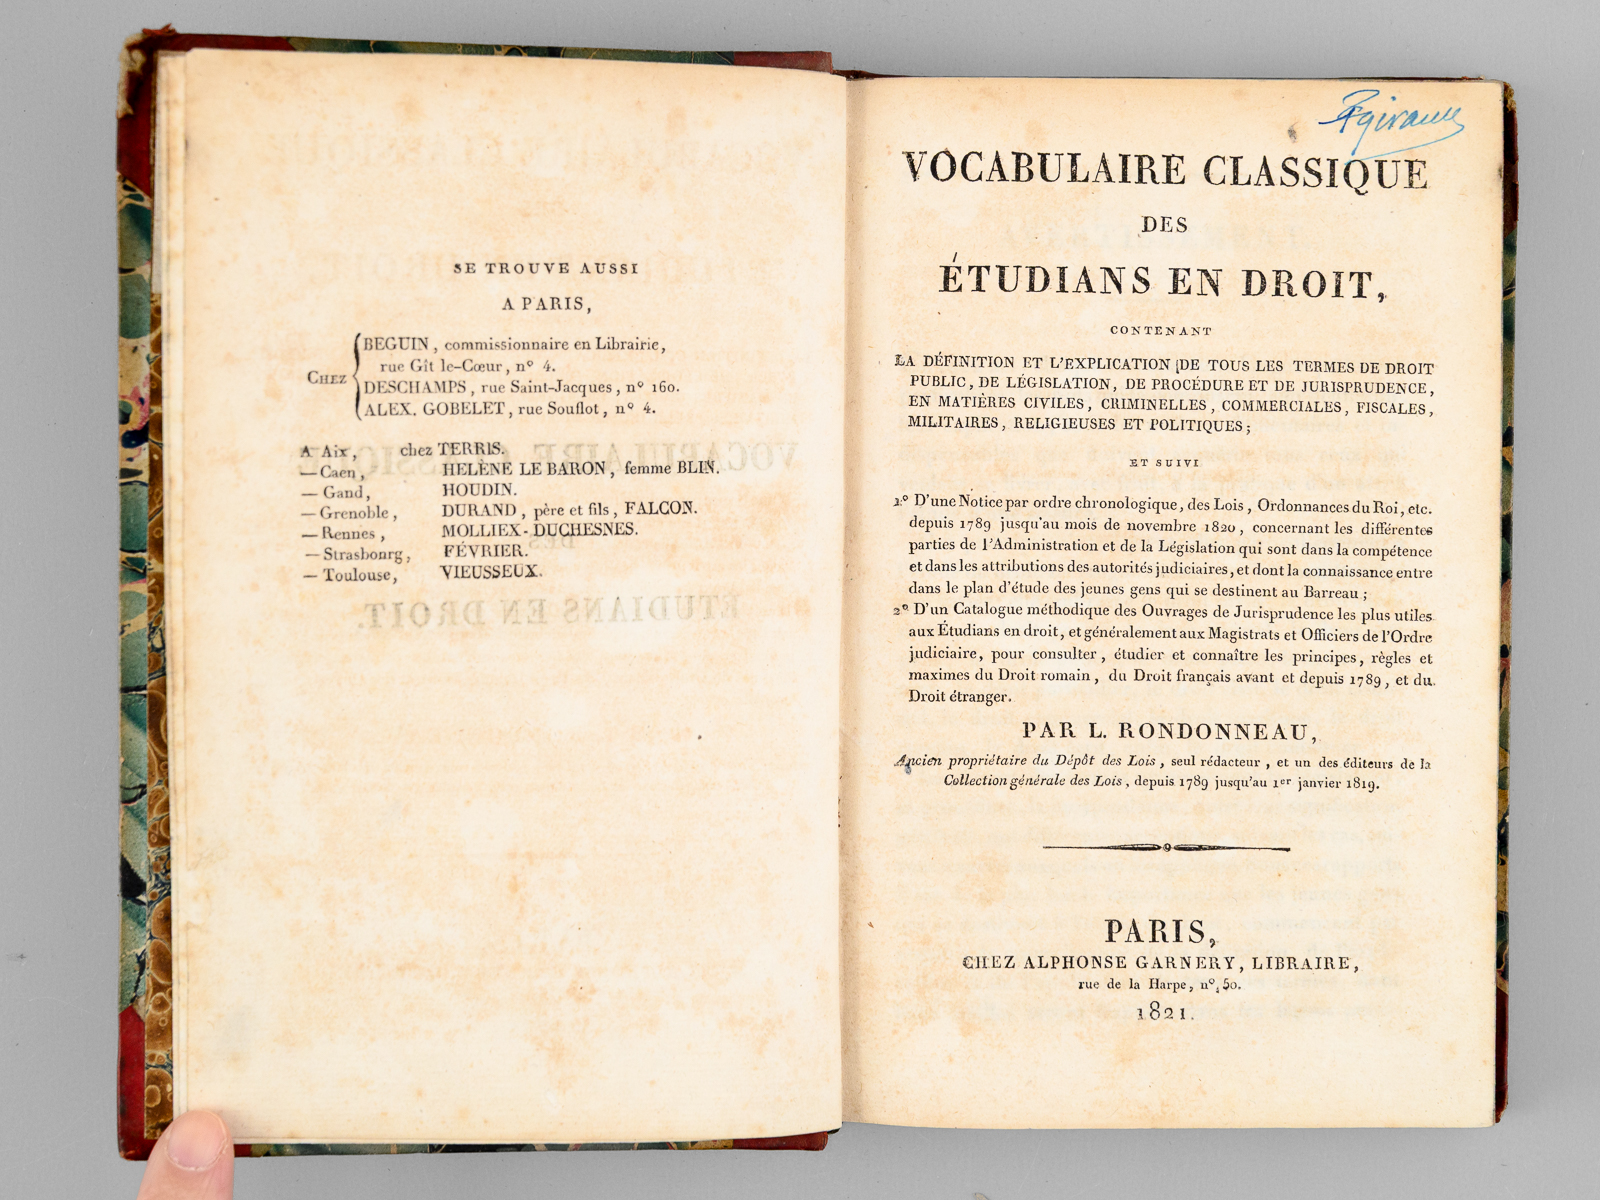 SE TROUVE AUSSI
A PARIS,
CHEZ
BEGUIN, commissionnaire en Librairie,
rue Gît le-Cœur, nº 4.
DESCHAMPS, rue Saint-Jacques, nº 160.
ALEX. GOBELET, rue Souflot, nº 4.
A Aix, chez TERRIS.
— Caen, HELÈNE LE BARON, femme BLIN.
— Gand, HOUDIN.
— Grenoble, DURAND, père et fils, FALCON.
— Rennes, MOLLIEX-DUCHESNES.
— Strasbonrg, FÉVRIER.
— Toulouse, VIEUSSEUX.
VOCABULAIRE CLASSIQUE
DES
ÉTUDIANS EN DROIT,
CONTENANT
LA DÉFINITION ET L'EXPLICATION DE TOUS LES TERMES DE DROIT
PUBLIC, DE LÉGISLATION, DE PROCÉDURE ET DE JURISPRUDENCE,
EN MATIÈRES CIVILES, CRIMINELLES, COMMERCIALES, FISCALES,
MILITAIRES, RELIGIEUSES ET POLITIQUES;
ET SUIVI
1º D'une Notice par ordre chronologique, des Lois, Ordonnances du Roi, etc.
depuis 1789 jusqu'au mois de novembre 1820, concernant les différentes
parties de l'Administration et de la Législation qui sont dans la compétence
et dans les attributions des autorités judiciaires, et dont la connaissance entre
dans le plan d'étude des jeunes gens qui se destinent au Barreau;
2º D'un Catalogue méthodique des Ouvrages de Jurisprudence les plus utiles
aux Étudians en droit, et généralement aux Magistrats et Officiers de l'Ordre
judiciaire, pour consulter, étudier et connaître les principes, règles et
maximes du Droit romain, du Droit français avant et depuis 1789, et du
Droit étranger.
PAR L. RONDONNEAU,
Ancien propriétaire du Dépôt des Lois, seul rédacteur, et un des éditeurs de la
Collection générale des Lois, depuis 1789 jusqu'au 1er janvier 1819.
PARIS,
CHEZ ALPHONSE GARNERY, LIBRAIRE,
rue de la Harpe, nº 50.
1821.